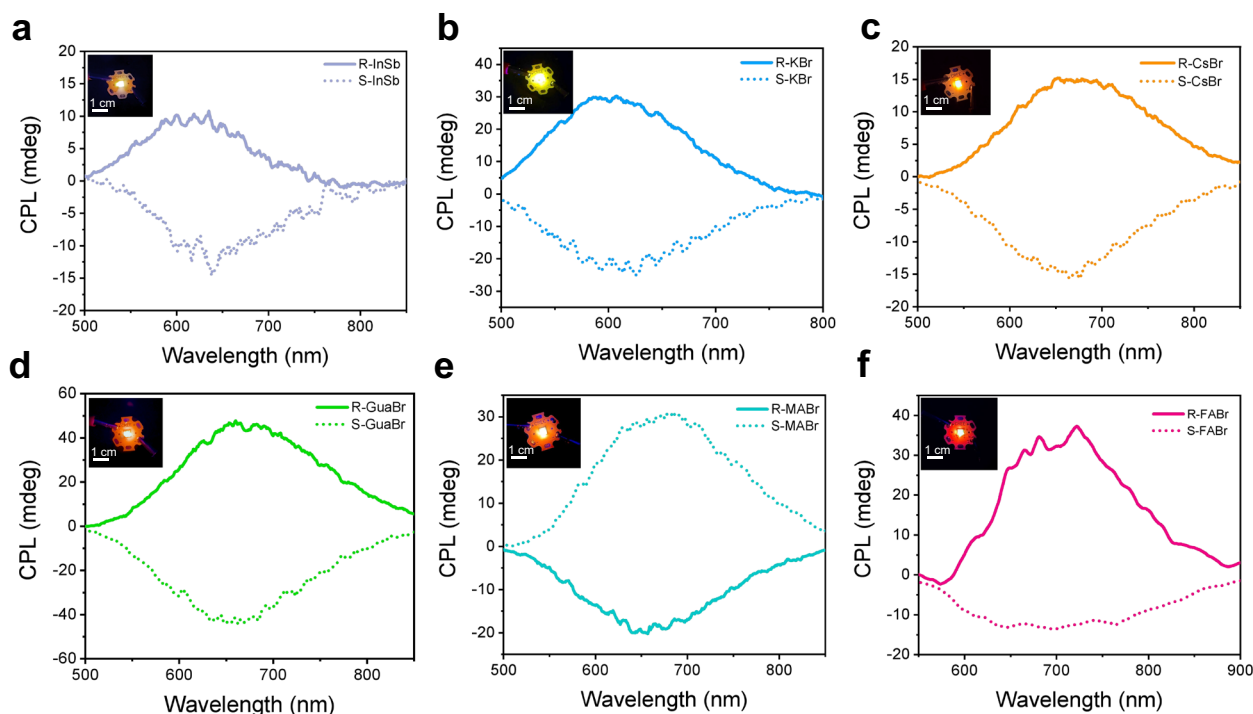 a
20
15
10
5
0
-5
-10
-15
-20
500
600
700
800
CPL (mdeg)
Wavelength (nm)
1 cm
R-InSb
S-InSb
b
40
30
20
10
0
-10
-20
-30
500
600
700
800
CPL (mdeg)
Wavelength (nm)
1 cm
R-KBr
S-KBr
c
20
15
10
5
0
-5
-10
-15
-20
500
600
700
800
CPL (mdeg)
Wavelength (nm)
1 cm
R-CsBr
S-CsBr
d
60
40
20
0
-20
-40
-60
500
600
700
800
CPL (mdeg)
Wavelength (nm)
1 cm
R-GuaBr
S-GuaBr
e
30
20
10
0
-10
-20
500
600
700
800
CPL (mdeg)
Wavelength (nm)
1 cm
R-MABr
S-MABr
f
40
30
20
10
0
-10
-20
600
700
800
900
CPL (mdeg)
Wavelength (nm)
1 cm
R-FABr
S-FABr